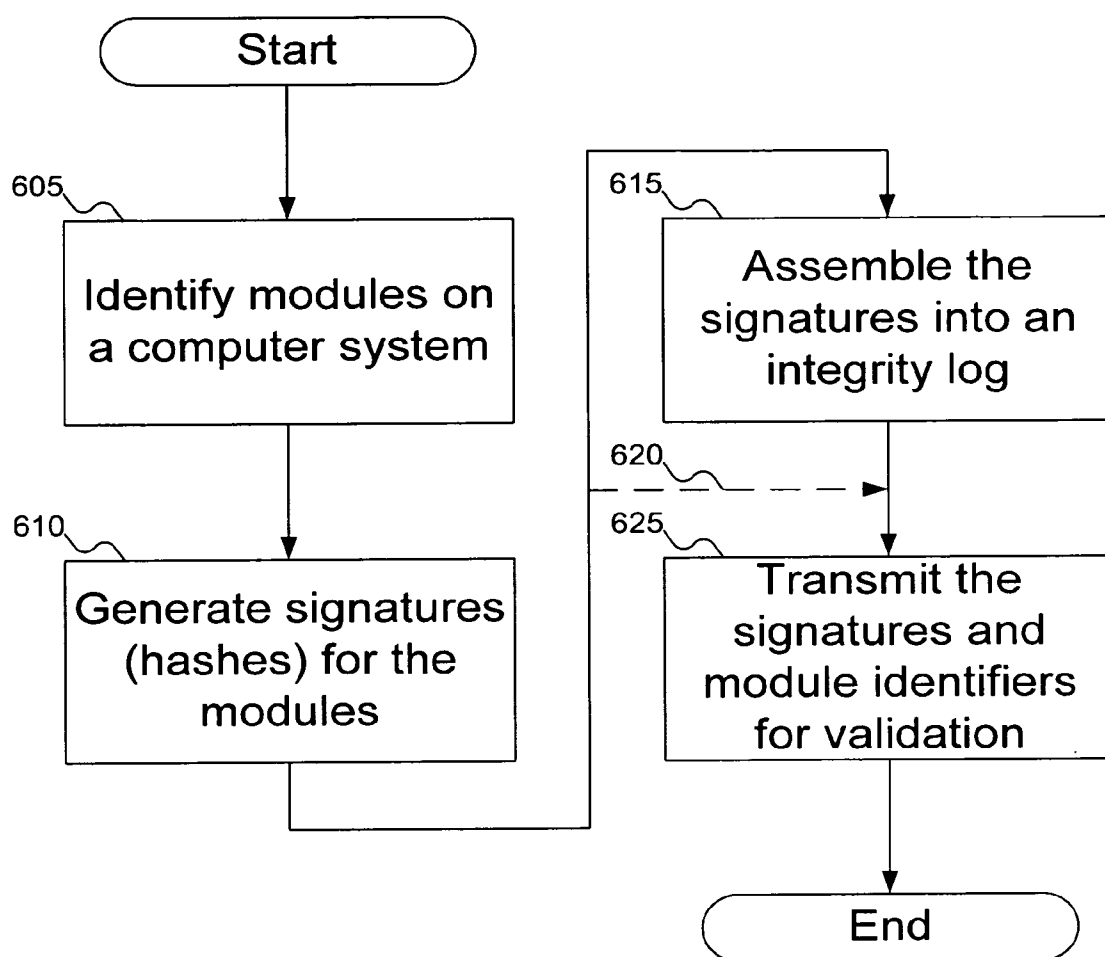 Start
605
Identify modules on
a computer system
610
Generate signatures
(hashes) for the
modules
615
Assemble the
signatures into an
integrity log
620
625
Transmit the
signatures and
module identifiers
for validation
End